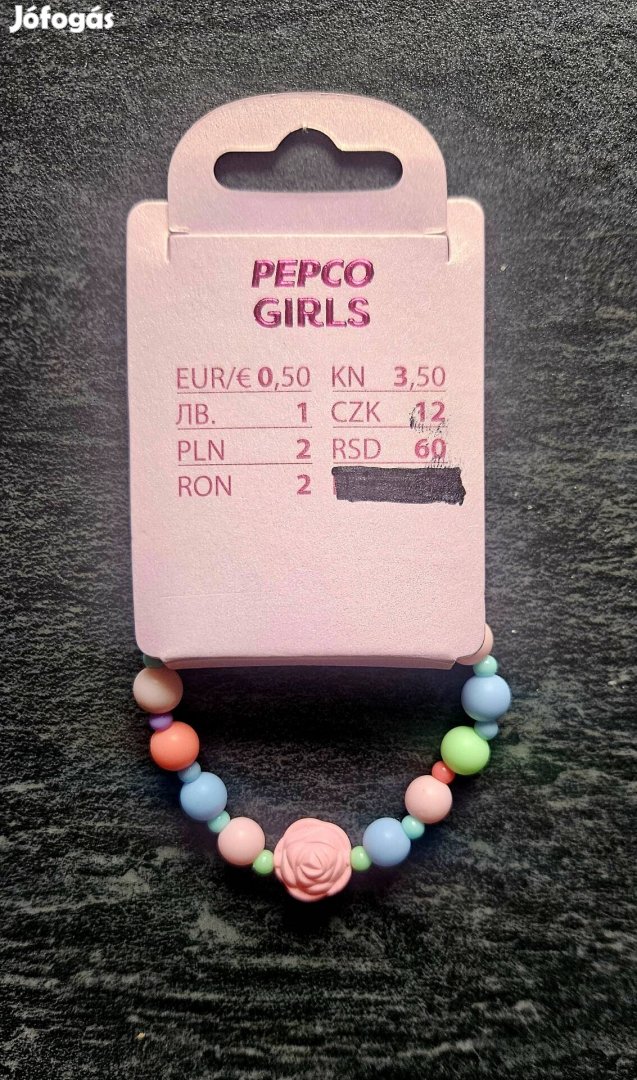 Jófogás
PEPCO
GIRLS
EUR/€ 0,50 KN 3,50
ЛВ. 1 CZK 12
PLN 2 RSD 60
RON 2